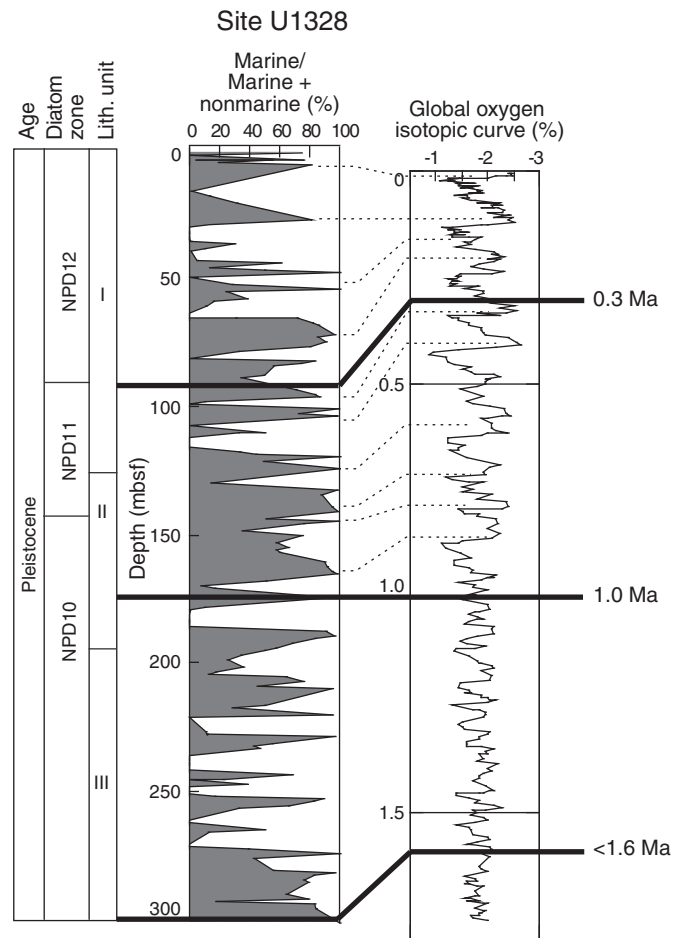 Site U1328
Marine/
Marine +
nonmarine (%)
Global oxygen
isotopic curve (%)
Age
Diatom
zone
Lith. unit
0 20 40 60 80 100
-1 -2 -3
0
50
100
150
200
250
300
Depth (mbsf)
0
0.5
1.0
1.5
Pleistocene
NPD12
NPD11
NPD10
I
II
III
0.3 Ma
1.0 Ma
<1.6 Ma